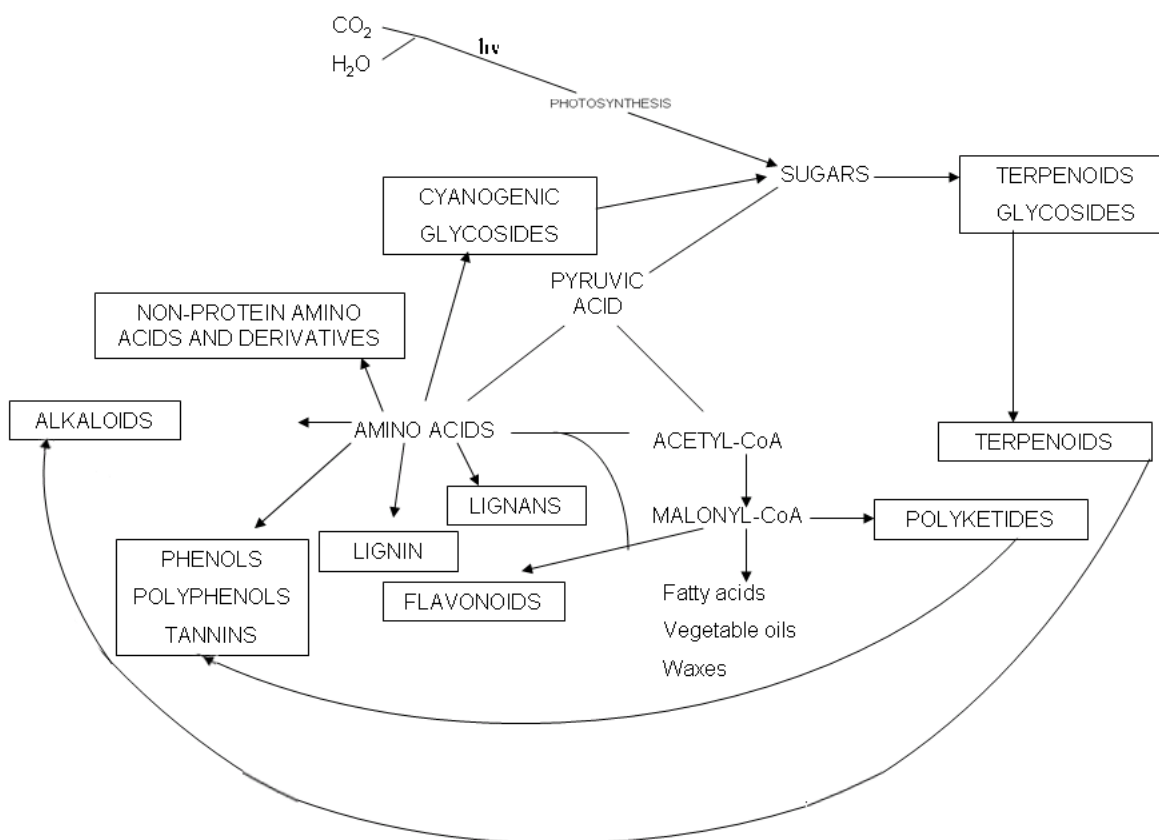 CO₂
hv
H₂O
PHOTOSYNTHESIS
SUGARS
TERPENOIDS
GLYCOSIDES
CYANOGENIC
GLYCOSIDES
PYRUVIC
ACID
NON-PROTEIN AMINO
ACIDS AND DERIVATIVES
ALKALOIDS
AMINO ACIDS
ACETYL-CoA
TERPENOIDS
LIGNANS
MALONYL-CoA
POLYKETIDES
LIGNIN
PHENOLS
POLYPHENOLS
TANNINS
FLAVONOIDS
Fatty acids
Vegetable oils
Waxes